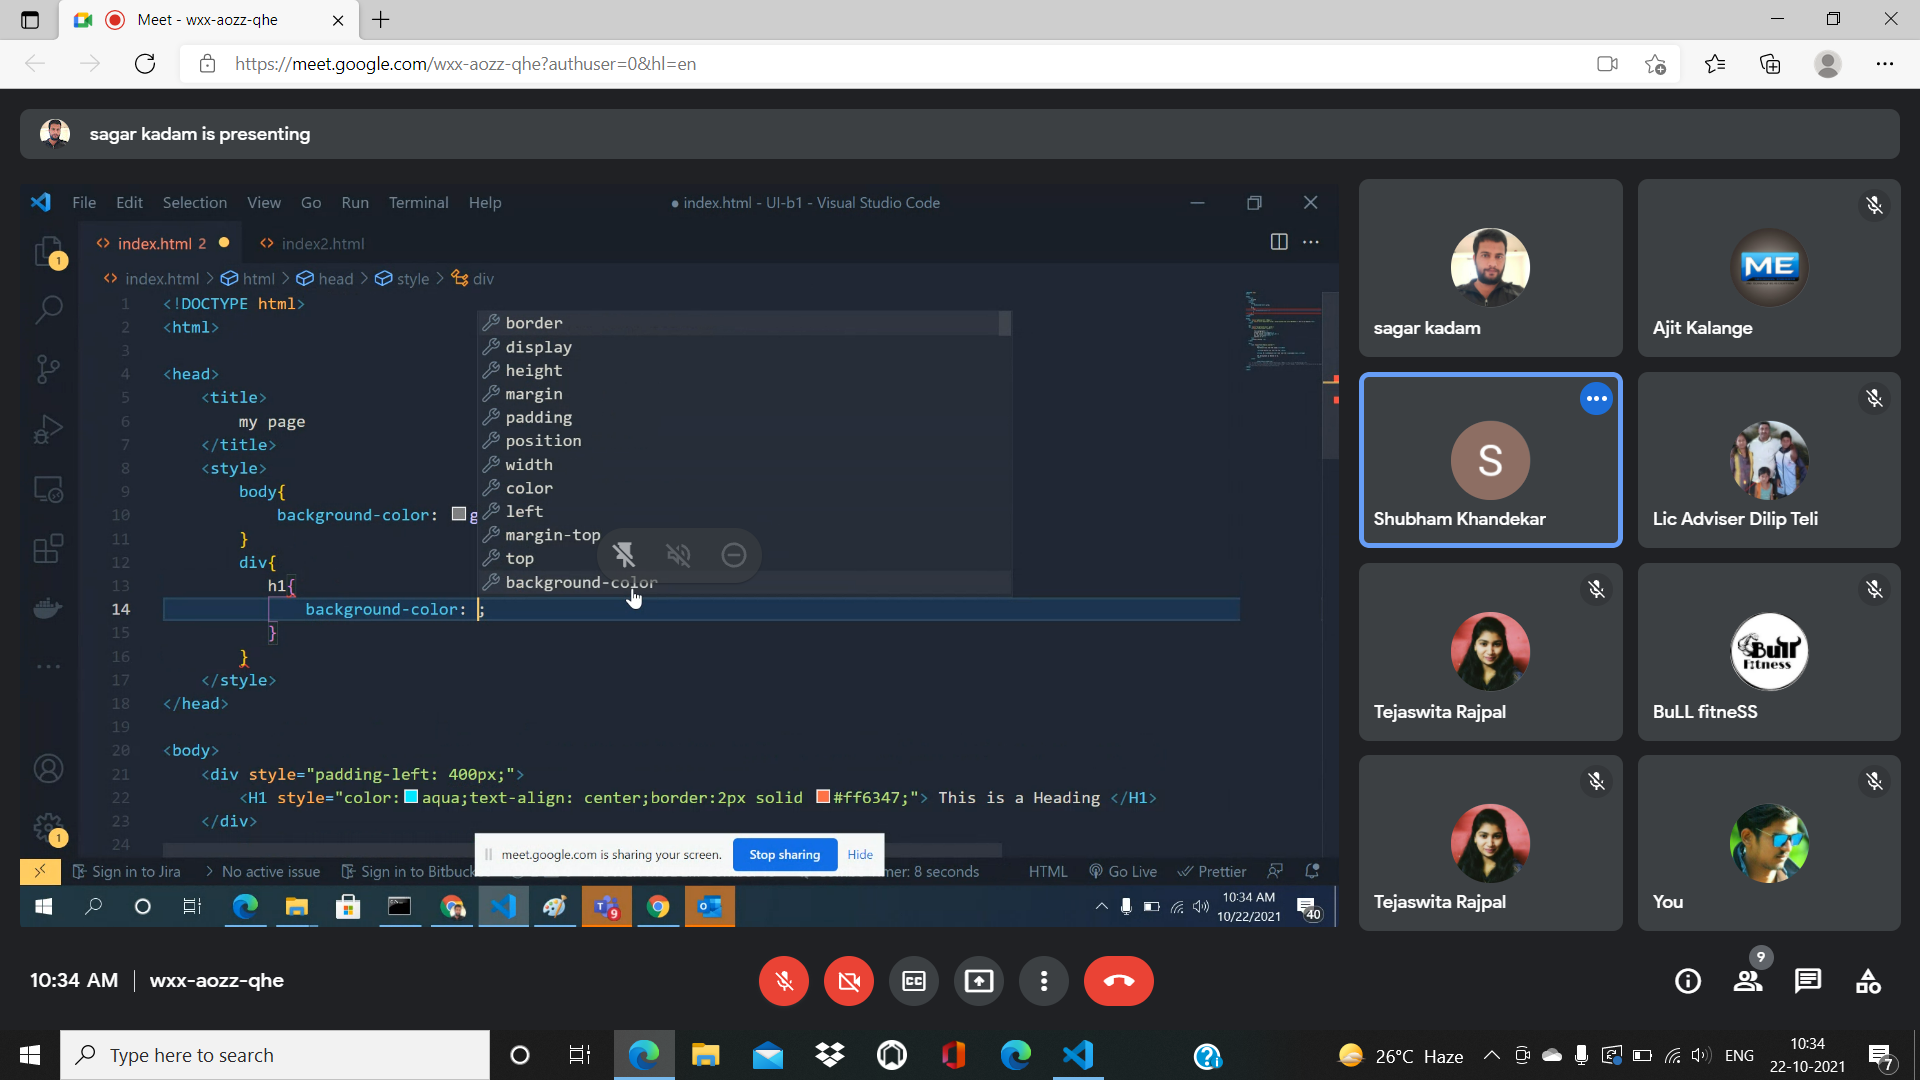 Meet - wxx-aozz-qhe
https://meet.google.com/wxx-aozz-qhe?authuser=0&hl=en
sagar kadam is presenting
File Edit Selection View Go Run Terminal Help
● index.html - UI-b1 - Visual Studio Code
index.html 2 index2.html
index.html > html > head > style > div
1 <!DOCTYPE html>
2 <html>
3
4 <head>
5 <title>
6 my page
7 </title>
8 <style>
9 body{
10 background-color: g
11 }
12 div{
13 h1{
14 background-color: ;
15 }
16 }
17 </style>
18 </head>
19
20 <body>
21 <div style="padding-left: 400px;">
22 <H1 style="color: aqua;text-align: center;border:2px solid #ff6347;"> This is a Heading </H1>
23 </div>
24
border
display
height
margin
padding
position
width
color
left
margin-top
top
background-color
1
1
meet.google.com is sharing your screen. Stop sharing Hide
Sign in to Jira No active issue Sign in to Bitbuck mer: 8 seconds HTML Go Live Prettier
9
10:34 AM
10/22/2021
40
sagar kadam
Ajit Kalange
ME
S
Shubham Khandekar
Lic Adviser Dilip Teli
Tejaswita Rajpal
Bull
Fitness
BuLL fitneSS
Tejaswita Rajpal
You
10:34 AM | wxx-aozz-qhe
9
Type here to search
26°C Haze
ENG
10:34
22-10-2021
7